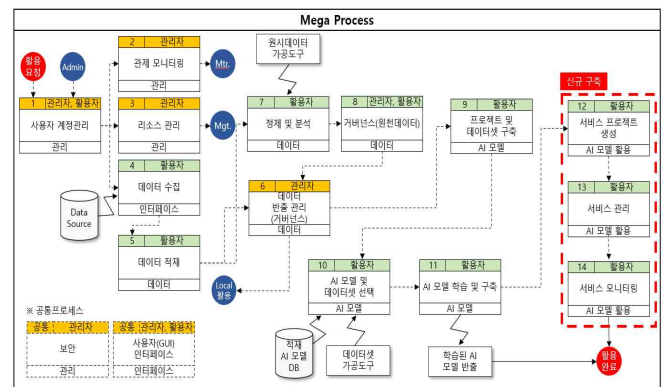 Mega Process
활용
요청
Admin
2 관리자
관제 모니터링
관리
Mtr.
원시데이터
가공도구
신규 구축
1 관리자, 활용자
사용자 계정관리
관리
3 관리자
리소스 관리
관리
Mgt.
7 활용자
정제 및 분석
데이터
8 관리자, 활용자
거버넌스(원천데이터)
데이터
9 활용자
프로젝트 및
데이터셋 구축
AI 모델
12 활용자
서비스 프로젝트
생성
AI 모델 활용
4 활용자
데이터 수집
인터페이스
Data
Source
6 관리자
데이터
반출 관리
(거버넌스)
데이터
13 활용자
서비스 관리
AI 모델 활용
5 활용자
데이터 적재
데이터
Local
활용
10 활용자
AI 모델 및
데이터셋 선택
AI 모델
11 활용자
AI 모델 학습 및 구축
AI 모델
14 활용자
서비스 모니터링
AI 모델 활용
※ 공통프로세스
공통 관리자
보안
관리
공통 관리자, 활용자
사용자(GUI)
인터페이스
인터페이스
적재
AI 모델
DB
데이터셋
가공도구
학습된 AI
모델 반출
활용
완료